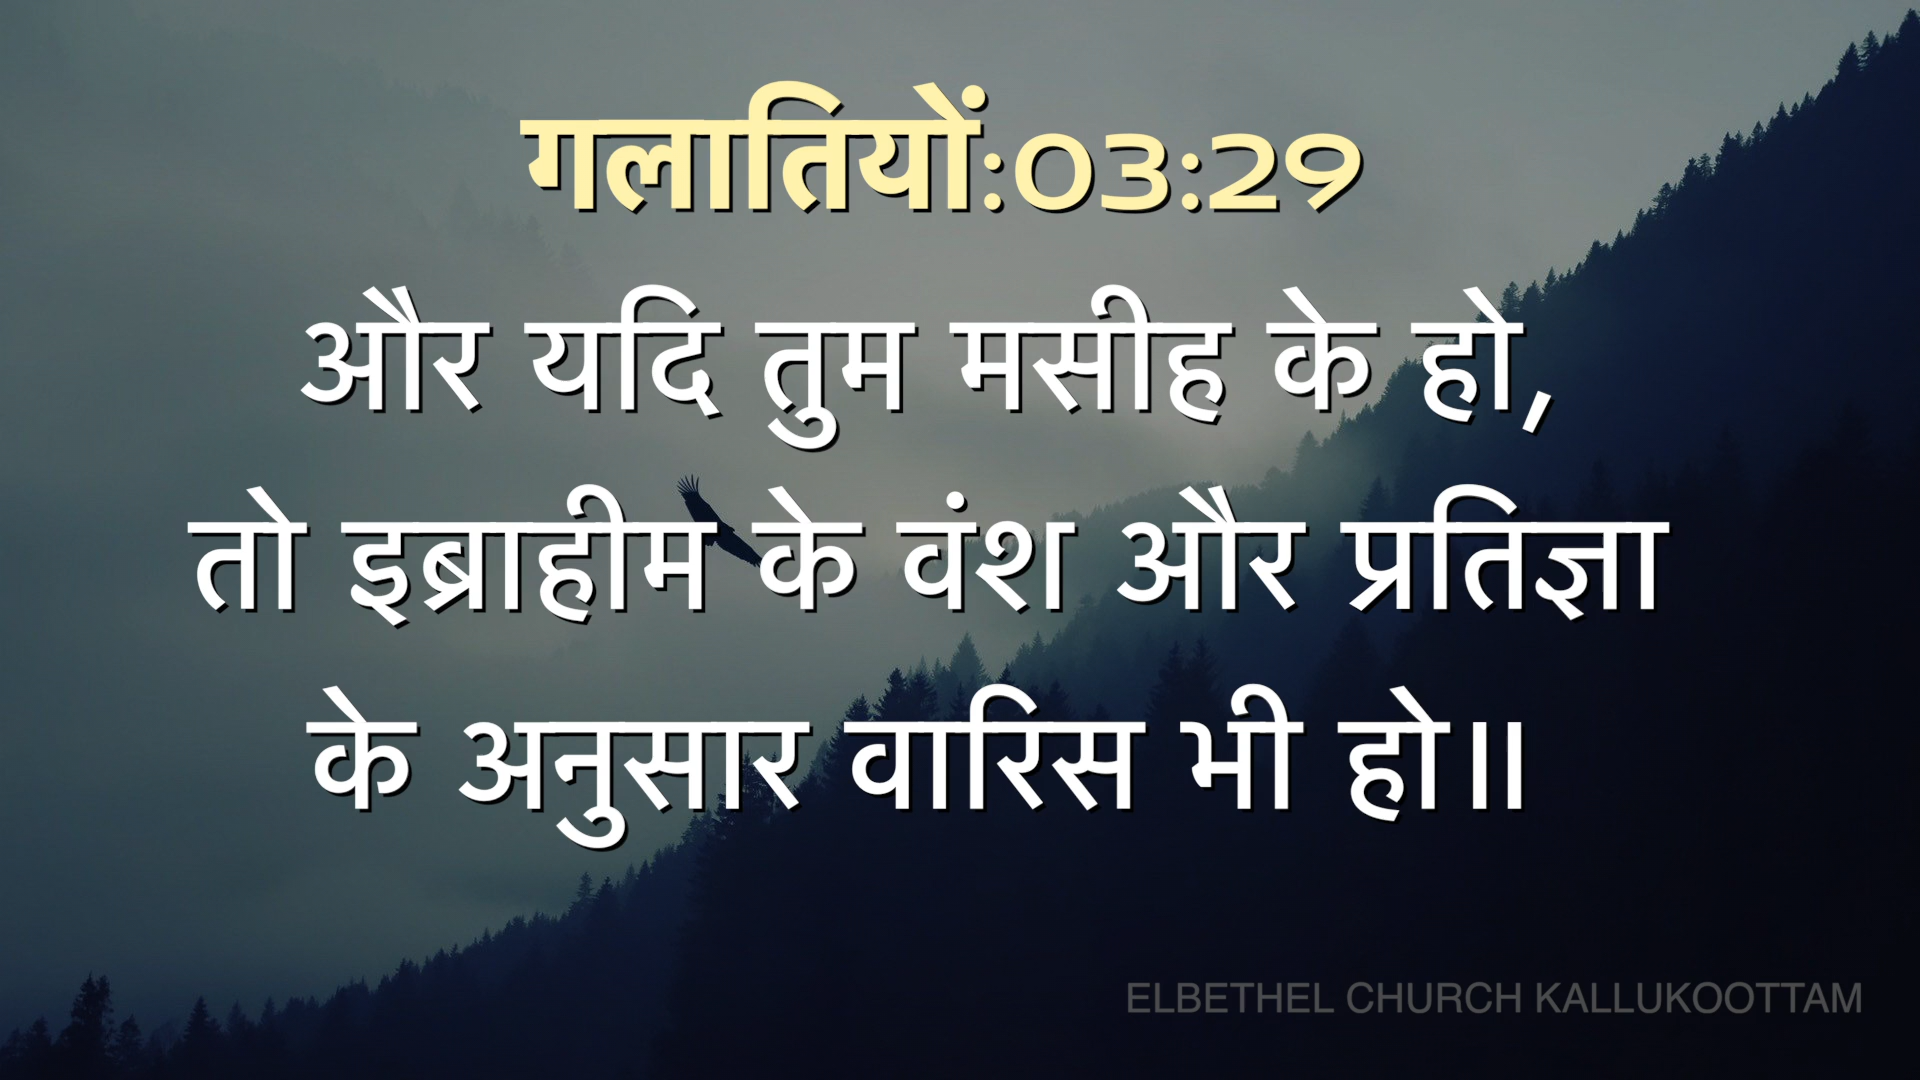 गलातियों:03:29
और यदि तुम मसीह के हो,
तो इब्राहीम के वंश और प्रतिज्ञा
के अनुसार वारिस भी हो॥
ELBETHEL CHURCH KALLUKOOTTAM